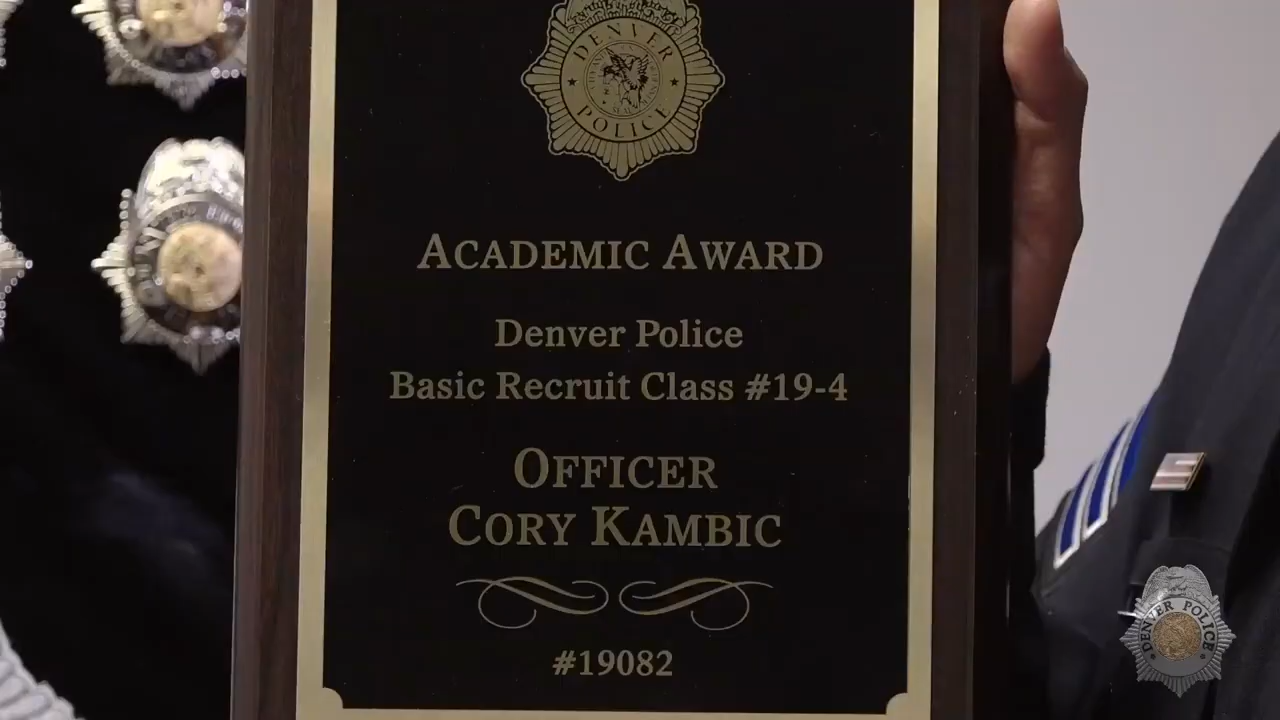 DENVER
POLICE
ACADEMIC AWARD
Denver Police
Basic Recruit Class #19-4
OFFICER
CORY KAMBIC
#19082
DENVER POLICE